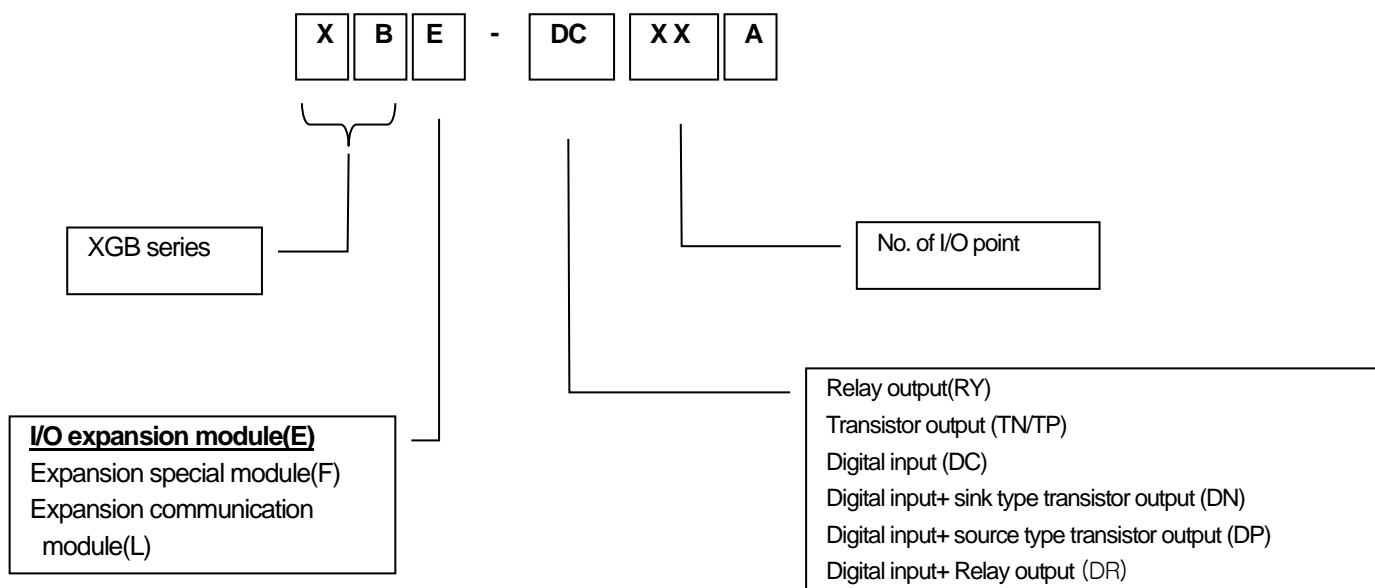 X B E - DC X X A
XGB series
No. of I/O point
I/O expansion module(E)
Expansion special module(F)
Expansion communication
module(L)
Relay output(RY)
Transistor output (TN/TP)
Digital input (DC)
Digital input+ sink type transistor output (DN)
Digital input+ source type transistor output (DP)
Digital input+ Relay output (DR)